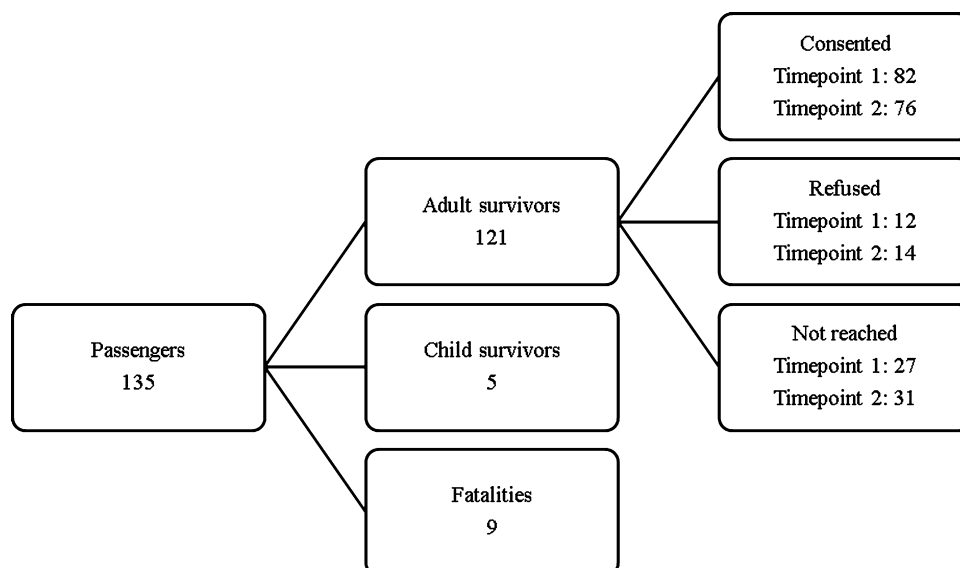 Passengers
135
Adult survivors
121
Child survivors
5
Fatalities
9
Consented
Timepoint 1: 82
Timepoint 2: 76
Refused
Timepoint 1: 12
Timepoint 2: 14
Not reached
Timepoint 1: 27
Timepoint 2: 31